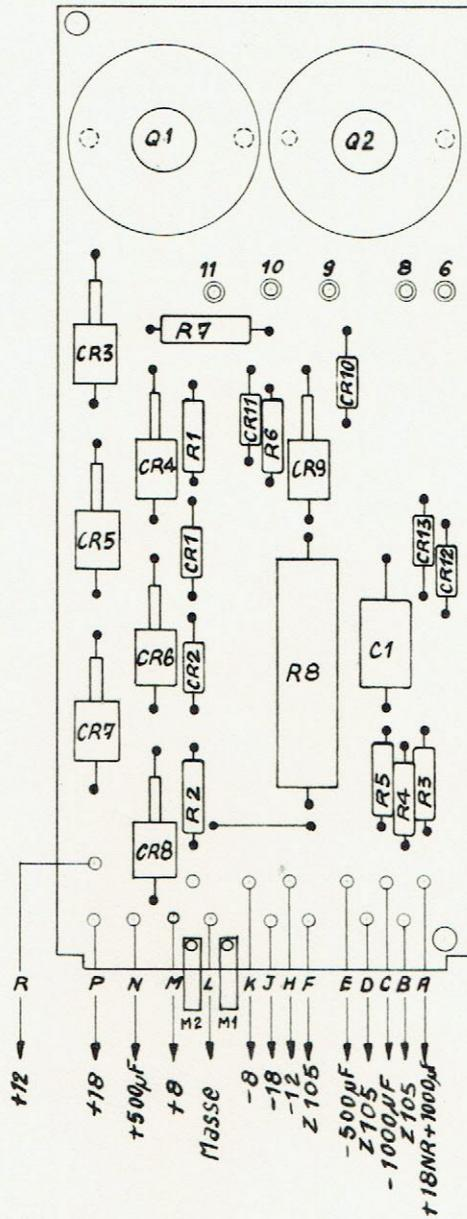 Q1 Q2
11 10 9 8 6
CR3 R7 CR10
CR4 R1 CR11 R6 CR9
CR5 CR1 CR13 CR12
CR6 CR2 R8 C1
CR7
CR8 R2 R5 R4 R3
R P N M L K J H F E D C B A
M2 M1
+12
+18
+500µF
+8
Masse
-8
-18
-12
Z105
-500µF
Z105
-1000µF
Z105
+18NR+1000µF